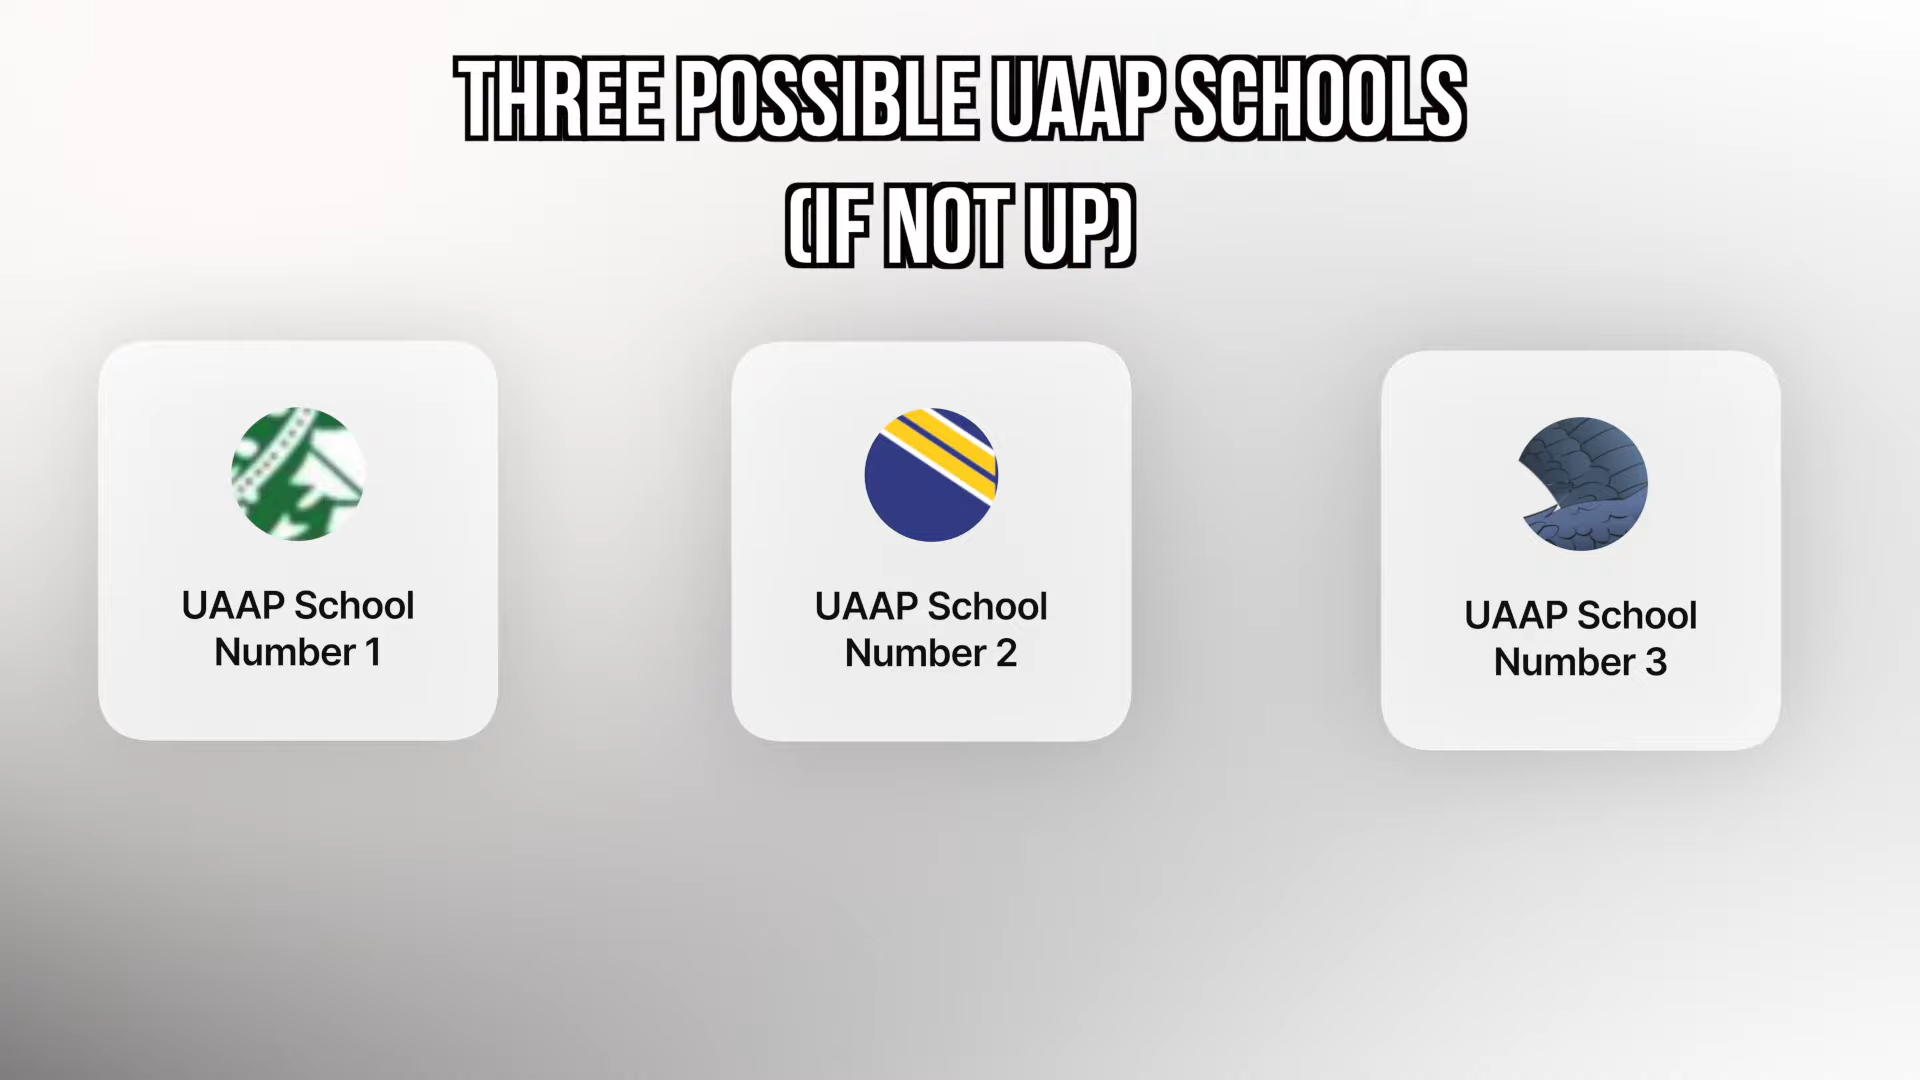 THREE POSSIBLE UAAP SCHOOLS
(IF NOT UP)
UAAP School
Number 1
UAAP School
Number 2
UAAP School
Number 3